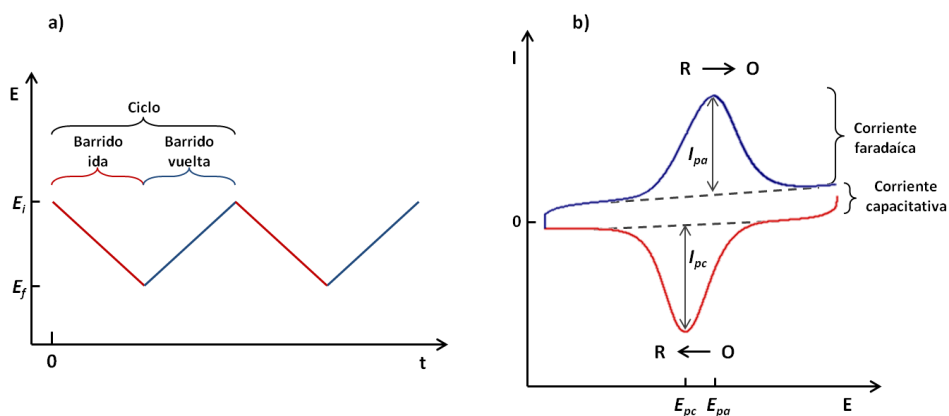 a)
E
Ciclo
Barrido
ida
Barrido
vuelta
Ei
Ef
0
t
b)
I
R → O
Ipa
Corriente
faradaíca
Corriente
capacitativa
0
Ipc
R ← O
Epc
Epa
E